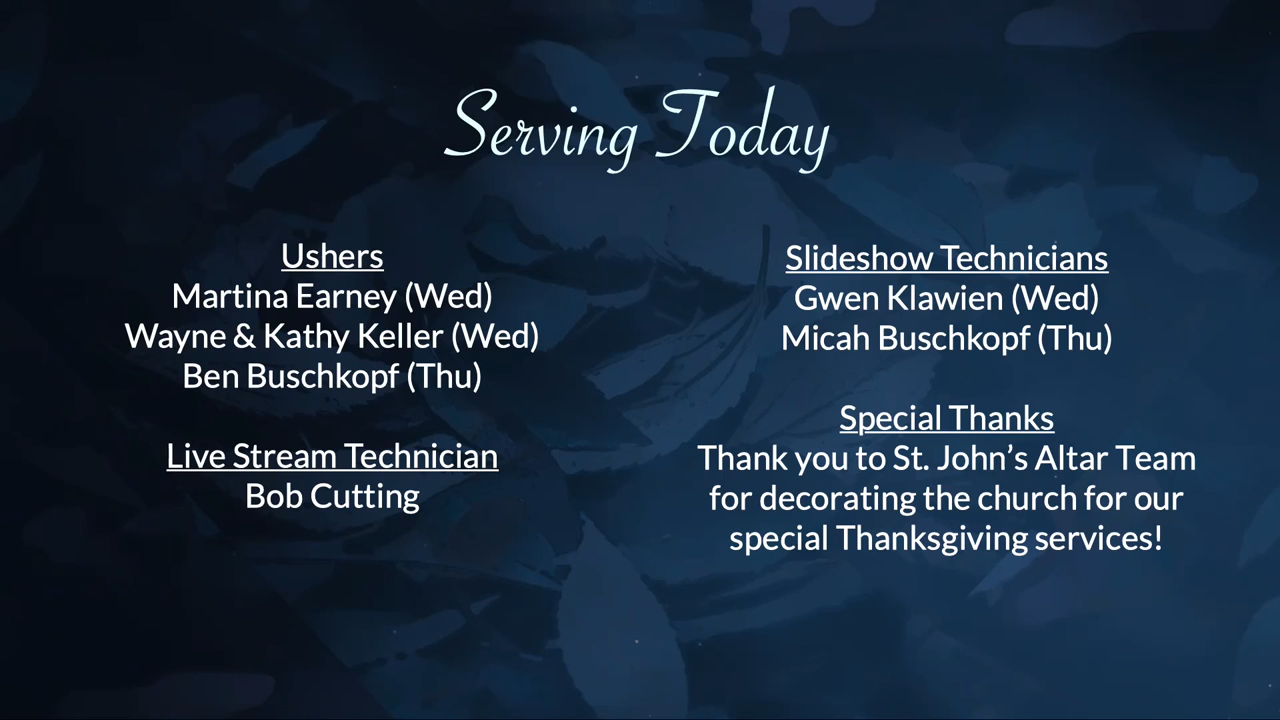 Serving Today
Ushers
Martina Earney (Wed)
Wayne & Kathy Keller (Wed)
Ben Buschkopf (Thu)
Live Stream Technician
Bob Cutting
Slideshow Technicians
Gwen Klawien (Wed)
Micah Buschkopf (Thu)
Special Thanks
Thank you to St. John’s Altar Team
for decorating the church for our
special Thanksgiving services!